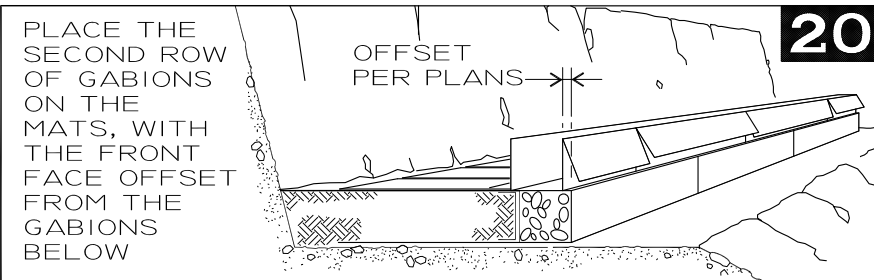 PLACE THE
SECOND ROW
OF GABIONS
ON THE
MATS, WITH
THE FRONT
FACE OFFSET
FROM THE
GABIONS
BELOW
OFFSET
PER PLANS
20